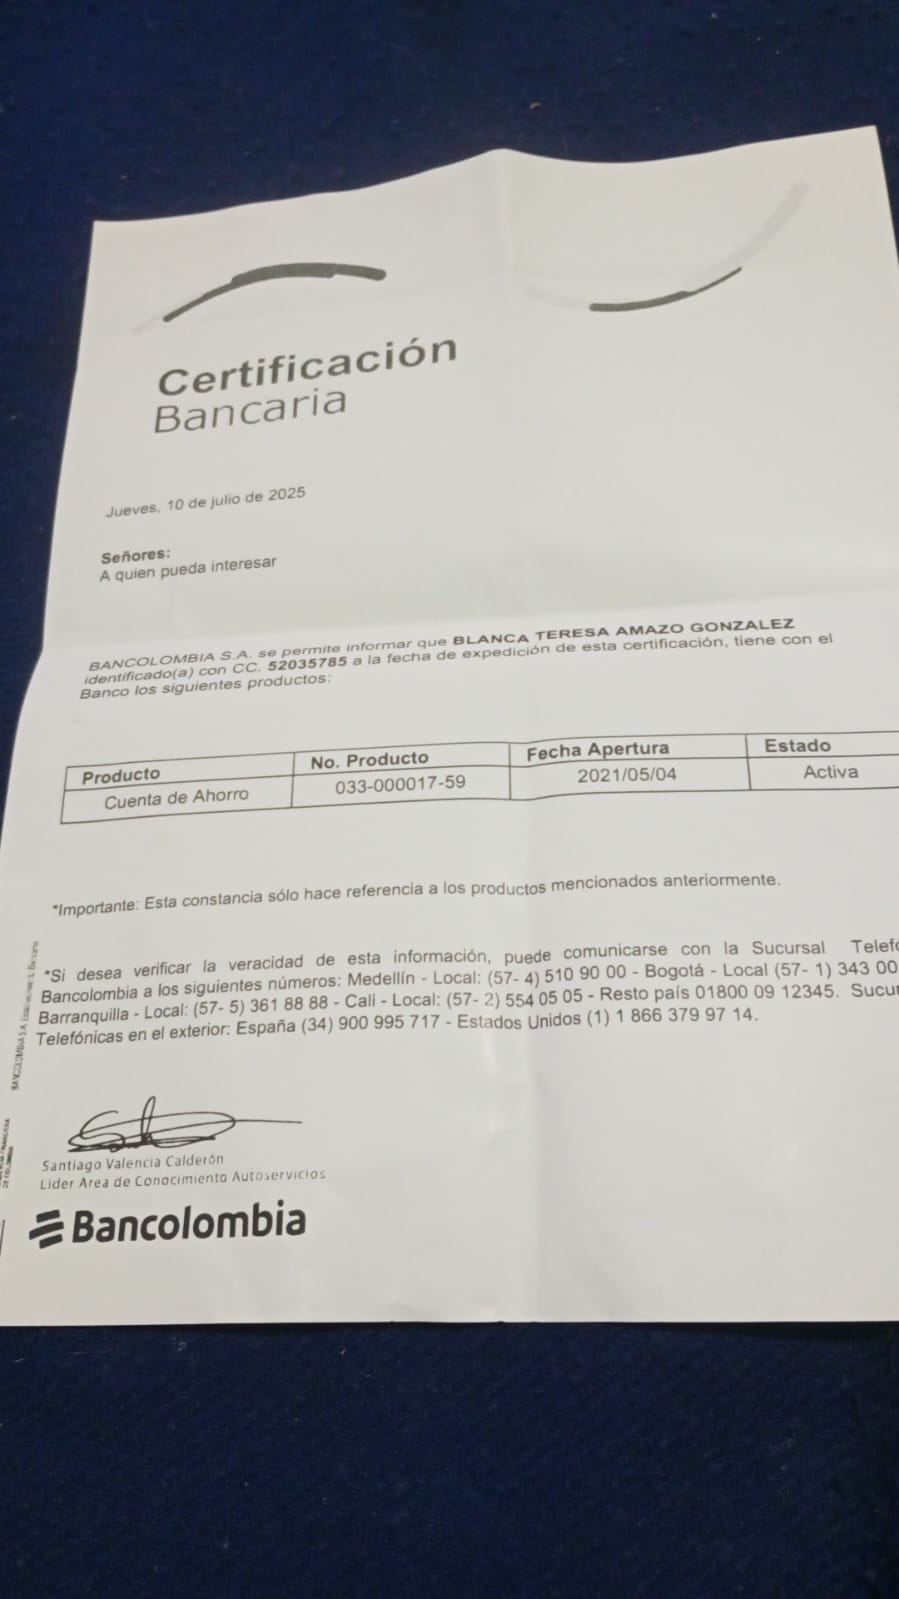 Certificación
Bancaria
Jueves, 10 de julio de 2025
Señores:
A quien pueda interesar
BANCOLOMBIA S.A. se permite informar que BLANCA TERESA AMAZO GONZALEZ
identificado(a) con CC. 52035785 a la fecha de expedición de esta certificación, tiene con el
Banco los siguientes productos:
Producto No. Producto Fecha Apertura Estado
Cuenta de Ahorro 033-000017-59 2021/05/04 Activa
*Importante: Esta constancia sólo hace referencia a los productos mencionados anteriormente.
*Si desea verificar la veracidad de esta información, puede comunicarse con la Sucursal Telefó
Bancolombia a los siguientes números: Medellín - Local: (57- 4) 510 90 00 - Bogotá - Local (57- 1) 343 00
Barranquilla - Local: (57- 5) 361 88 88 - Cali - Local: (57- 2) 554 05 05 - Resto país 01800 09 12345. Sucur
Telefónicas en el exterior: España (34) 900 995 717 - Estados Unidos (1) 1 866 379 97 14.
BANCOLOMBIA S.A.
Santiago Valencia Calderón
Lider Area de Conocimiento Autoservicios
Bancolombia